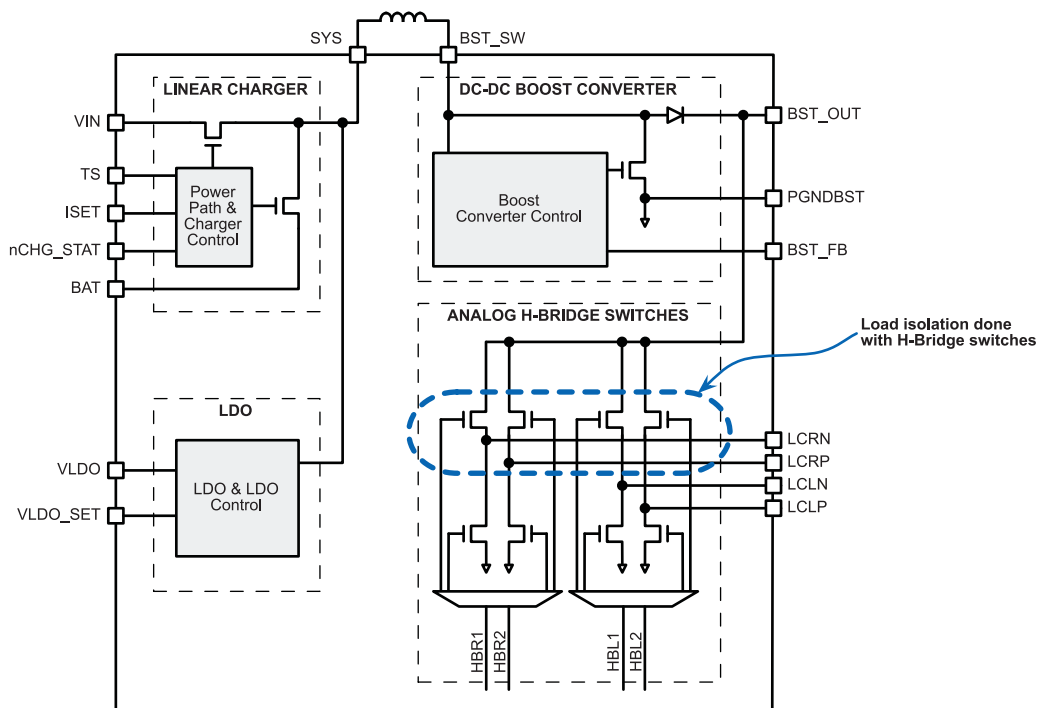 SYS
BST_SW
LINEAR CHARGER
DC-DC BOOST CONVERTER
VIN
BST_OUT
TS
Power
Path &
Charger
Control
Boost
Converter Control
ISET
PGNDBST
nCHG_STAT
BST_FB
BAT
ANALOG H-BRIDGE SWITCHES
Load isolation done
with H-Bridge switches
LDO
LCRN
VLDO
LCRP
LDO & LDO
Control
LCLN
VLDO_SET
LCLP
HBR1
HBR2
HBL1
HBL2